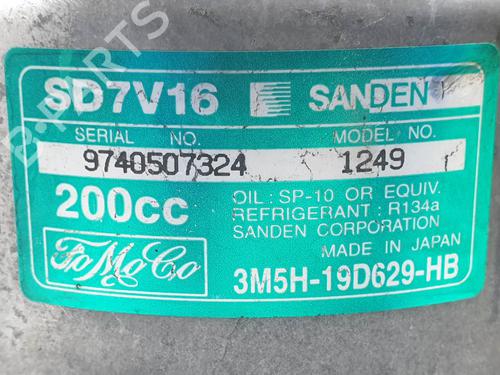 SD7V16 SANDEN
SERIAL NO. MODEL NO.
9740507324 1249
200cc
OIL : SP-10 OR EQUIV.
REFRIGERANT : R134a
SANDEN CORPORATION
MADE IN JAPAN
FoMoCo
3M5H-19D629-HB